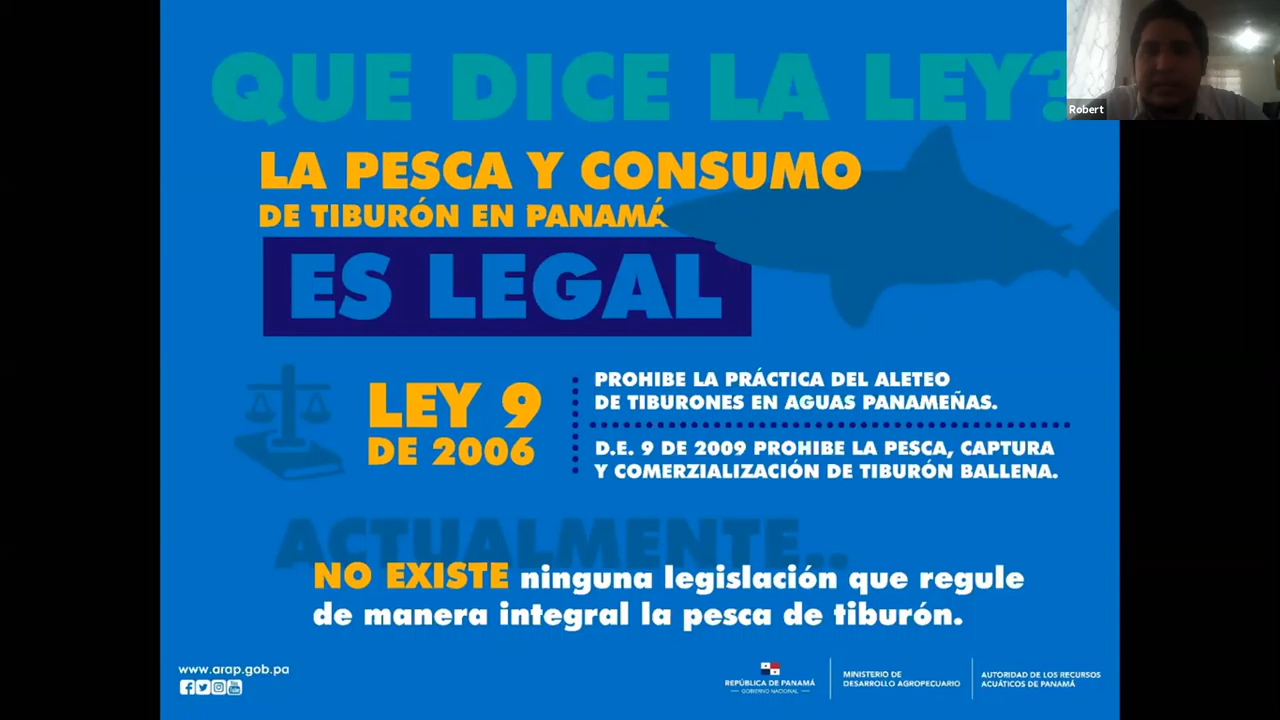 QUE DICE LA LEY?
Robert
LA PESCA Y CONSUMO
DE TIBURÓN EN PANAMÁ
ES LEGAL
LEY 9
DE 2006
PROHIBE LA PRÁCTICA DEL ALETEO
DE TIBURONES EN AGUAS PANAMEÑAS.
D.E. 9 DE 2009 PROHIBE LA PESCA, CAPTURA
Y COMERZIALIZACIÓN DE TIBURÓN BALLENA.
ACTUALMENTE..
NO EXISTE ninguna legislación que regule
de manera integral la pesca de tiburón.
www.arap.gob.pa
REPÚBLICA DE PANAMÁ
— GOBIERNO NACIONAL —
MINISTERIO DE
DESARROLLO AGROPECUARIO
AUTORIDAD DE LOS RECURSOS
ACUÁTICOS DE PANAMÁ